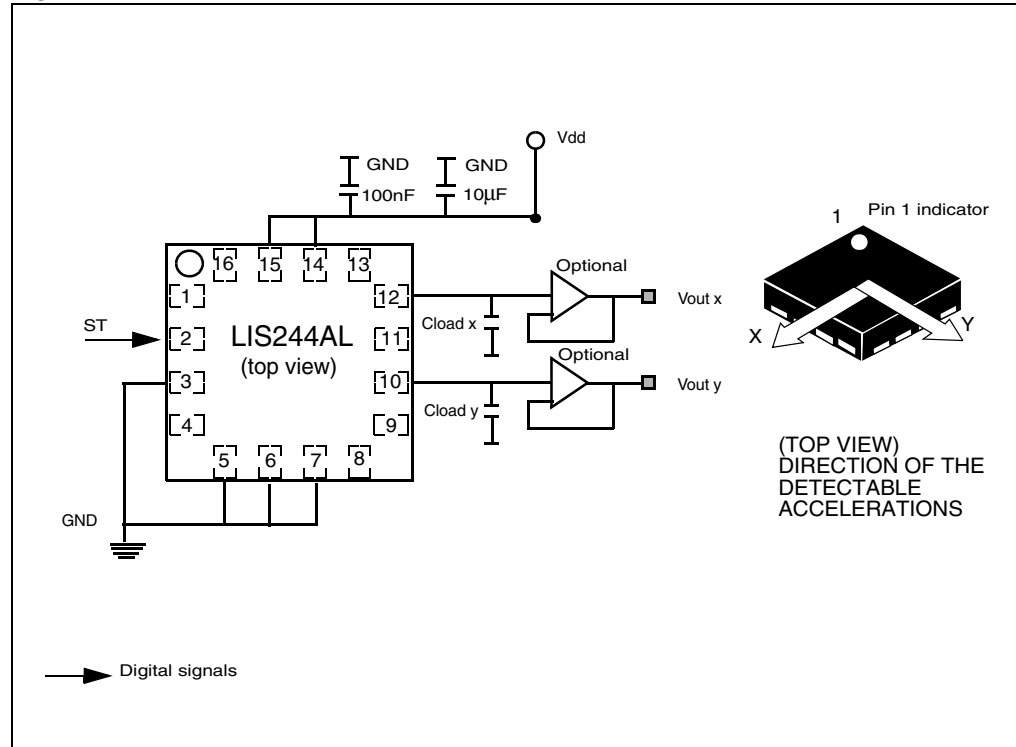 Vdd
GND
GND
100nF
10µF
1
Pin 1 indicator
16
15
14
13
Optional
1
12
Vout x
Cload x
ST
2
LIS244AL
11
X
Y
(top view)
Optional
3
10
Vout y
Cload y
4
9
(TOP VIEW)
DIRECTION OF THE
DETECTABLE
ACCELERATIONS
5
6
7
8
GND
Digital signals